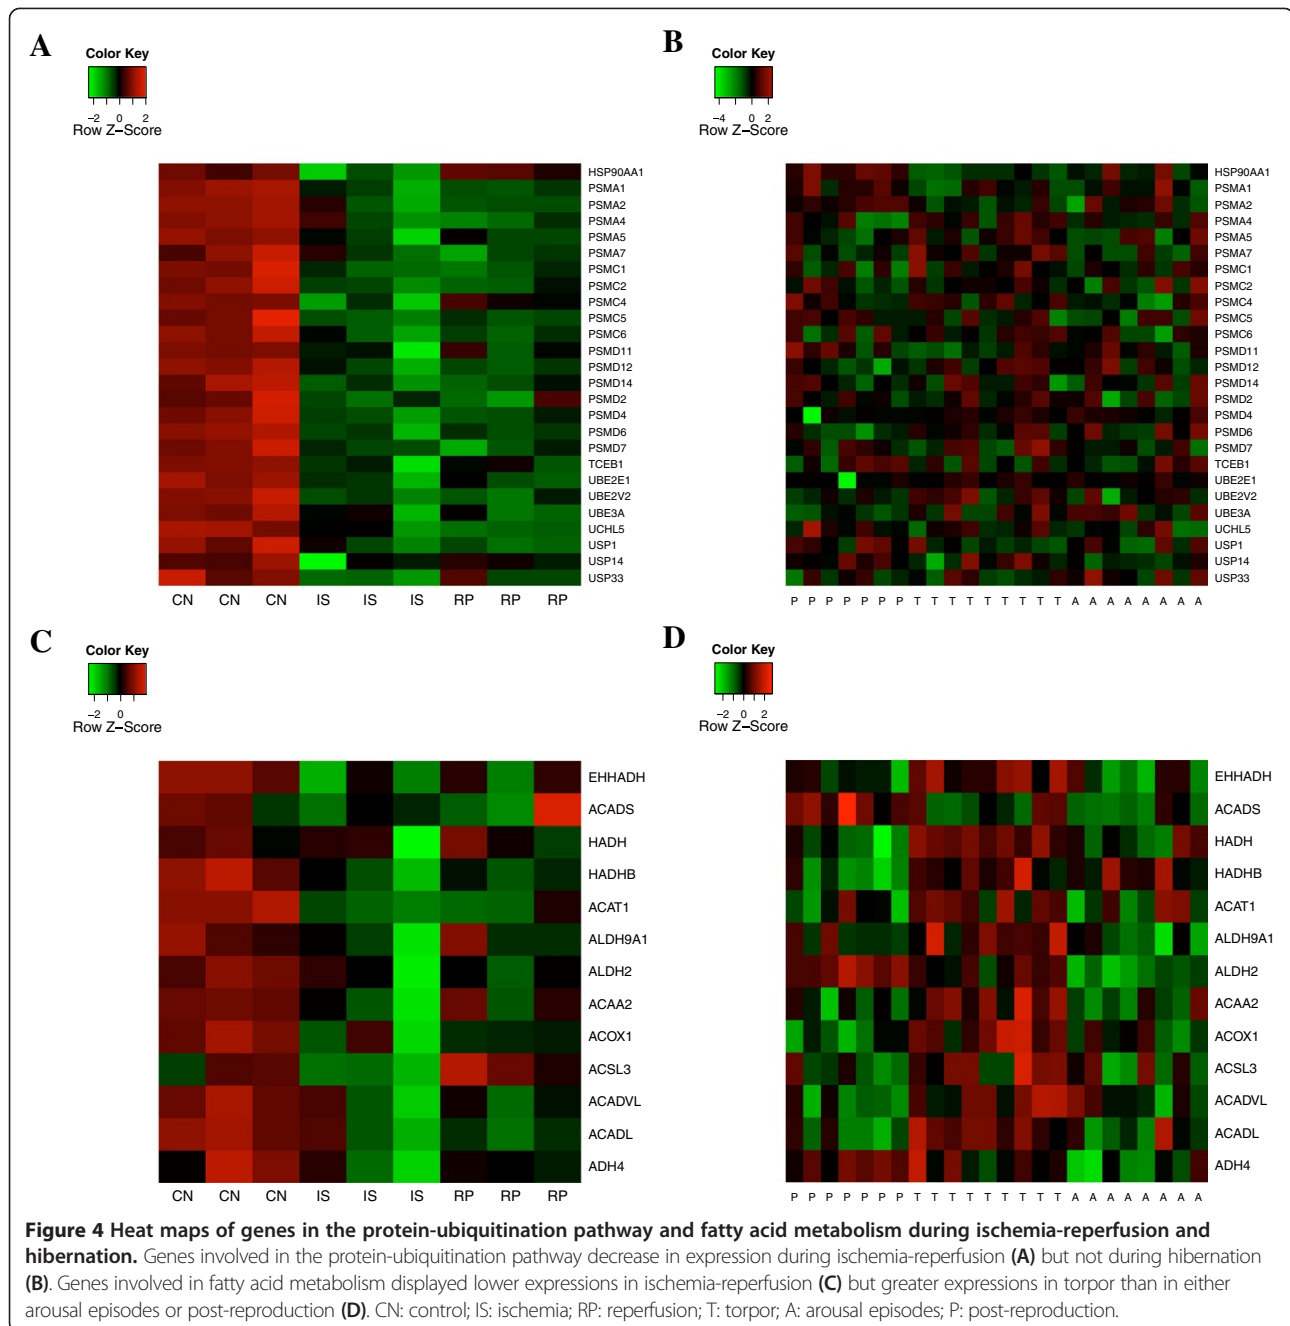 A
Color Key
−2 0 2
Row Z−Score
HSP90AA1
PSMA1
PSMA2
PSMA4
PSMA5
PSMA7
PSMC1
PSMC2
PSMC4
PSMC5
PSMC6
PSMD11
PSMD12
PSMD14
PSMD2
PSMD4
PSMD6
PSMD7
TCEB1
UBE2E1
UBE2V2
UBE3A
UCHL5
USP1
USP14
USP33
CN CN CN IS IS IS RP RP RP
B
Color Key
−4 0 2
Row Z−Score
HSP90AA1
PSMA1
PSMA2
PSMA4
PSMA5
PSMA7
PSMC1
PSMC2
PSMC4
PSMC5
PSMC6
PSMD11
PSMD12
PSMD14
PSMD2
PSMD4
PSMD6
PSMD7
TCEB1
UBE2E1
UBE2V2
UBE3A
UCHL5
USP1
USP14
USP33
P P P P P P P T T T T T T T T T A A A A A A A A
C
Color Key
−2 0
Row Z−Score
EHHADH
ACADS
HADH
HADHB
ACAT1
ALDH9A1
ALDH2
ACAA2
ACOX1
ACSL3
ACADVL
ACADL
ADH4
CN CN CN IS IS IS RP RP RP
D
Color Key
−2 0 2
Row Z−Score
EHHADH
ACADS
HADH
HADHB
ACAT1
ALDH9A1
ALDH2
ACAA2
ACOX1
ACSL3
ACADVL
ACADL
ADH4
P P P P P P P T T T T T T T T T A A A A A A A A
Figure 4 Heat maps of genes in the protein-ubiquitination pathway and fatty acid metabolism during ischemia-reperfusion and
hibernation. Genes involved in the protein-ubiquitination pathway decrease in expression during ischemia-reperfusion (A) but not during hibernation
(B). Genes involved in fatty acid metabolism displayed lower expressions in ischemia-reperfusion (C) but greater expressions in torpor than in either
arousal episodes or post-reproduction (D). CN: control; IS: ischemia; RP: reperfusion; T: torpor; A: arousal episodes; P: post-reproduction.